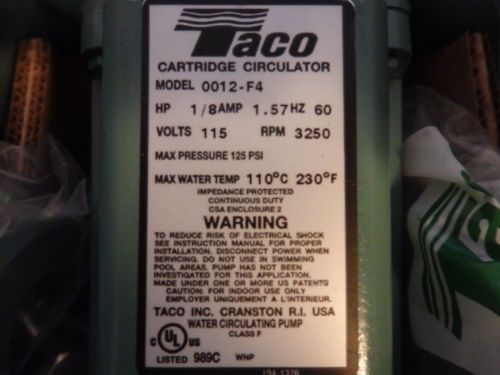 Taco
CARTRIDGE CIRCULATOR
MODEL 0012-F4
HP 1/8 AMP 1.57 HZ 60
VOLTS 115 RPM 3250
MAX PRESSURE 125 PSI
MAX WATER TEMP 110°C 230°F
IMPEDANCE PROTECTED
CONTINUOUS DUTY
CSA ENCLOSURE 2
WARNING
TO REDUCE RISK OF ELECTRICAL SHOCK
SEE INSTRUCTION MANUAL FOR PROPER
INSTALLATION. DISCONNECT POWER WHEN
SERVICING. DO NOT USE IN SWIMMING
POOL AREAS. PUMP HAS NOT BEEN
INVESTIGATED FOR THIS APPLICATION.
MADE UNDER ONE OR MORE US PATENTS
CAUTION: FOR INDOOR USE ONLY
EMPLOYER UNIQUEMENT A L'INTERIEUR.
TACO INC. CRANSTON R.I. USA
C UL US WATER CIRCULATING PUMP
CLASS F
LISTED 989C WNP